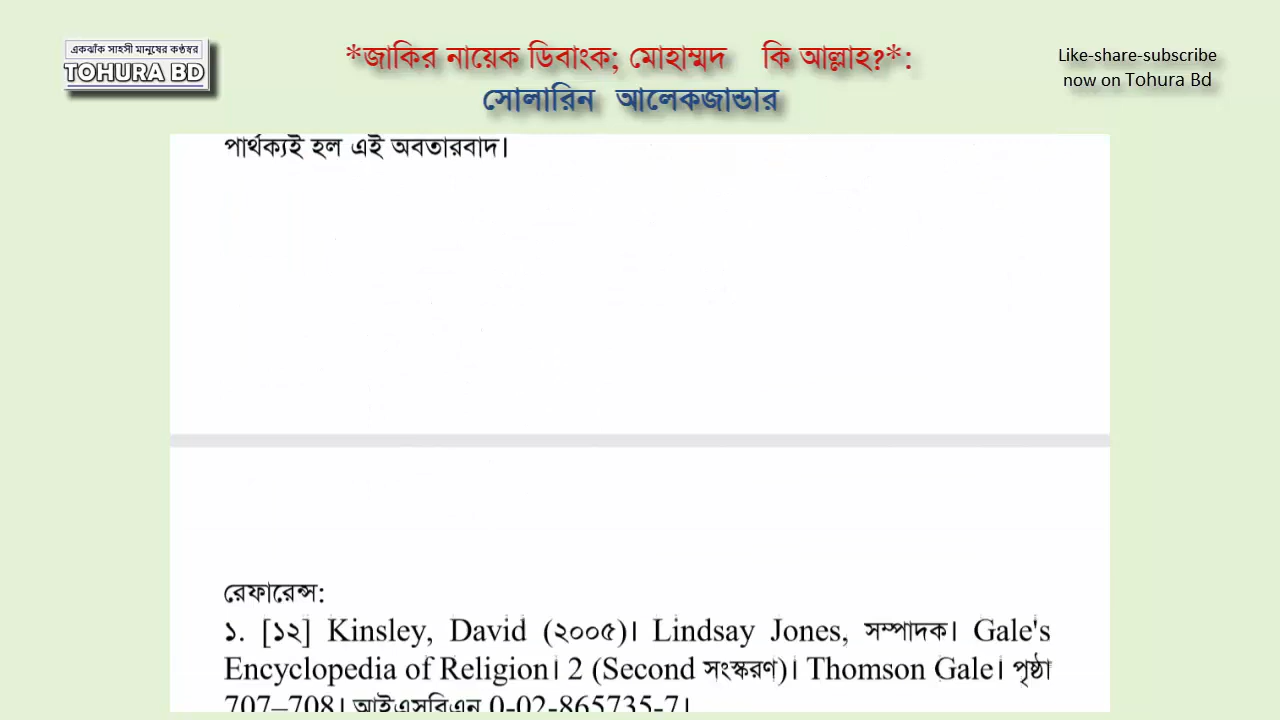 একঝাঁক সাহসী মানুষের কণ্ঠস্বর
TOHURA BD
*জাকির নায়েক ডিবাংক; মোহাম্মদ কি আল্লাহ?*:
সোলারিন আলেকজান্ডার
Like-share-subscribe
now on Tohura Bd
পার্থক্যই হল এই অবতারবাদ।
রেফারেন্স:
১. [১২] Kinsley, David (২০০৫)। Lindsay Jones, সম্পাদক। Gale's
Encyclopedia of Religion। 2 (Second সংস্করণ)। Thomson Gale। পৃষ্ঠা
707–708। আইএসবিএন 0-02-865735-7।